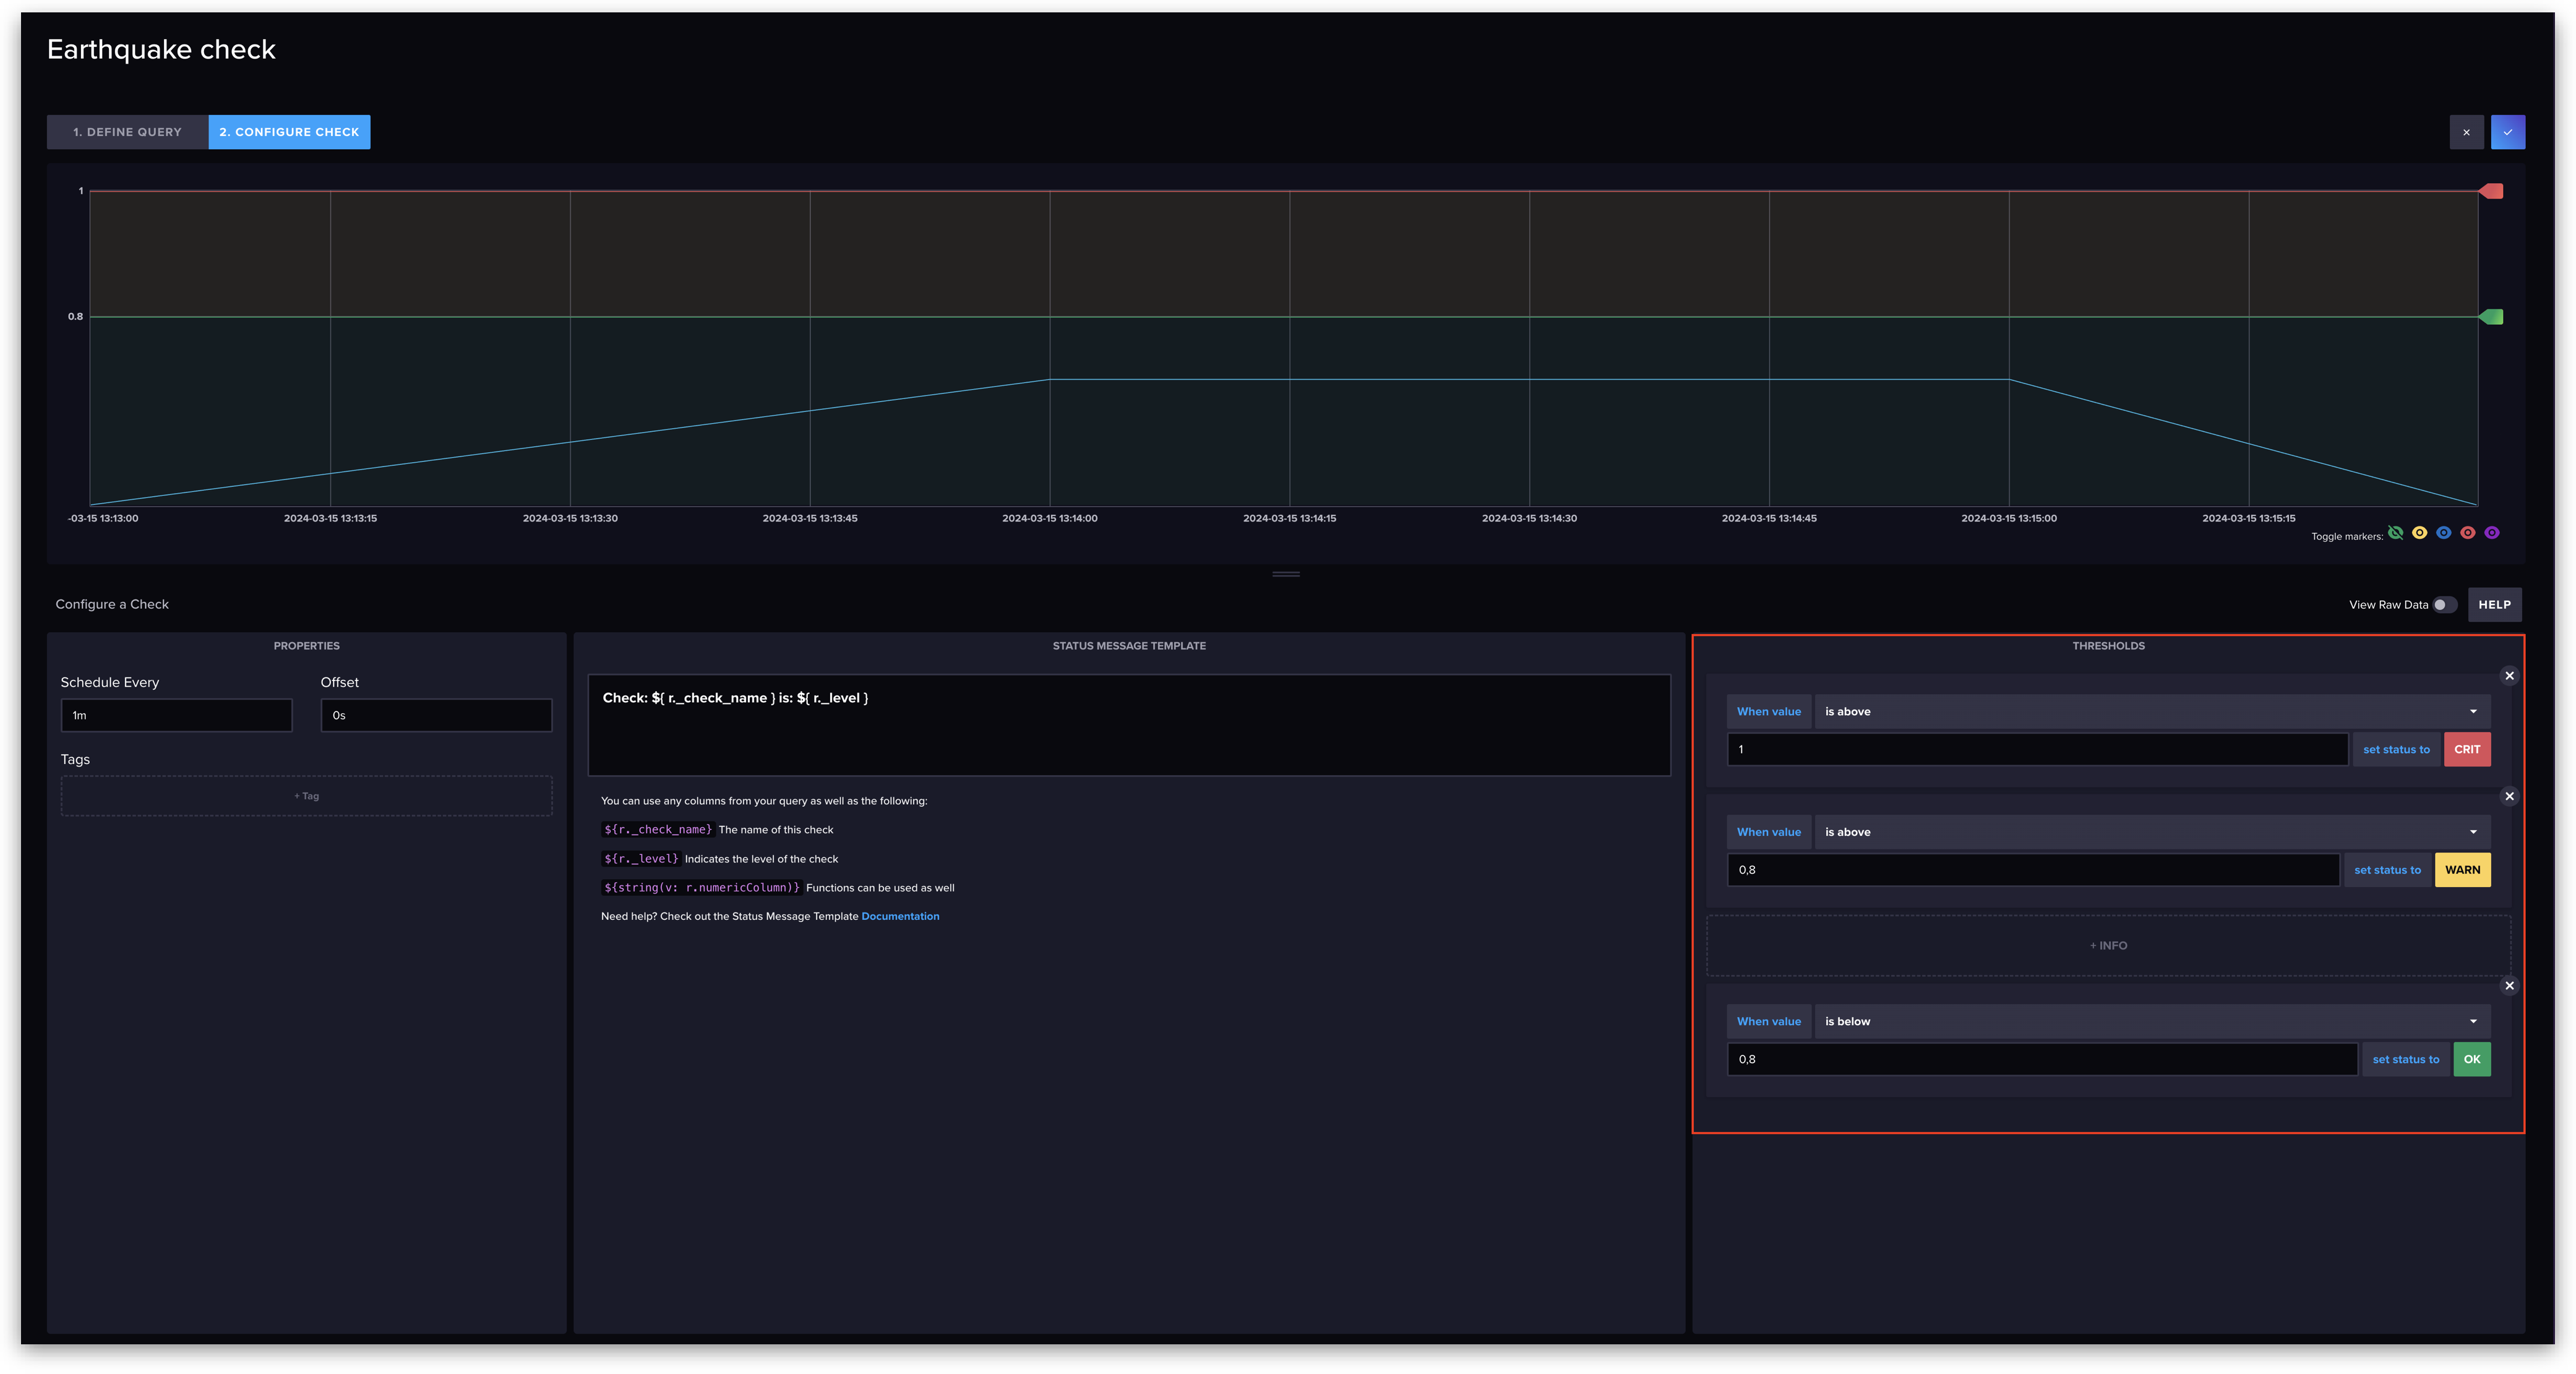 Earthquake check
1. DEFINE QUERY
2. CONFIGURE CHECK
1
0.8
-03-15 13:13:00
2024-03-15 13:13:15
2024-03-15 13:13:30
2024-03-15 13:13:45
2024-03-15 13:14:00
2024-03-15 13:14:15
2024-03-15 13:14:30
2024-03-15 13:14:45
2024-03-15 13:15:00
2024-03-15 13:15:15
Toggle markers:
Configure a Check
View Raw Data
HELP
PROPERTIES
Schedule Every
Offset
1m
0s
Tags
+ Tag
STATUS MESSAGE TEMPLATE
Check: ${ r._check_name } is: ${ r._level }
You can use any columns from your query as well as the following:
${r._check_name} The name of this check
${r._level} Indicates the level of the check
${string(v: r.numericColumn)} Functions can be used as well
Need help? Check out the Status Message Template Documentation
THRESHOLDS
When value is above
1 set status to CRIT
When value is above
0,8 set status to WARN
+ INFO
When value is below
0,8 set status to OK